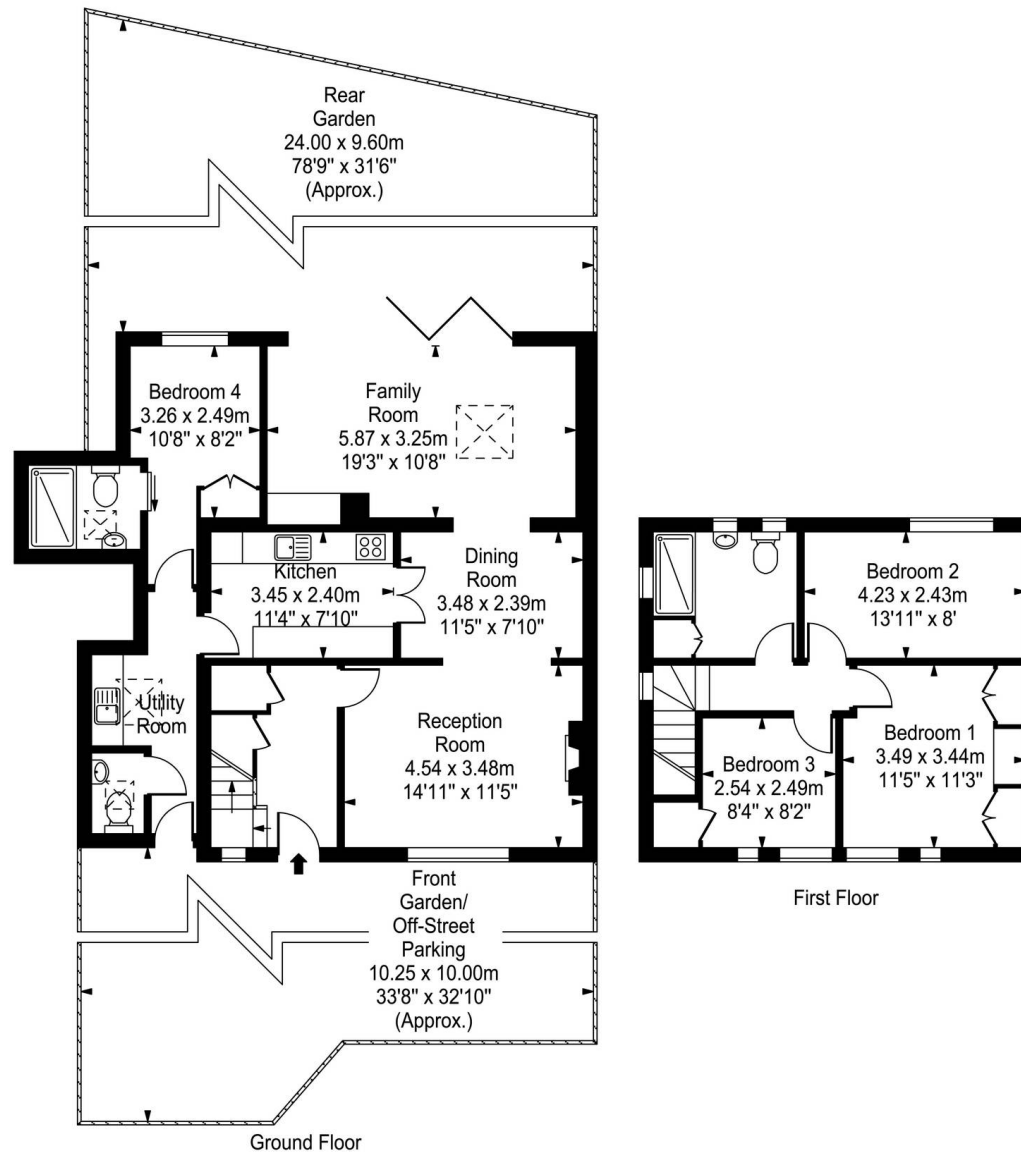 Rear
Garden
24.00 x 9.60m
78'9" x 31'6"
(Approx.)
Bedroom 4
3.26 x 2.49m
10'8" x 8'2"
Family
Room
5.87 x 3.25m
19'3" x 10'8"
Kitchen
3.45 x 2.40m
11'4" x 7'10"
Dining
Room
3.48 x 2.39m
11'5" x 7'10"
Utility
Room
Reception
Room
4.54 x 3.48m
14'11" x 11'5"
Front
Garden/
Off-Street
Parking
10.25 x 10.00m
33'8" x 32'10"
(Approx.)
Ground Floor
Bedroom 2
4.23 x 2.43m
13'11" x 8'
Bedroom 3
2.54 x 2.49m
8'4" x 8'2"
Bedroom 1
3.49 x 3.44m
11'5" x 11'3"
First Floor